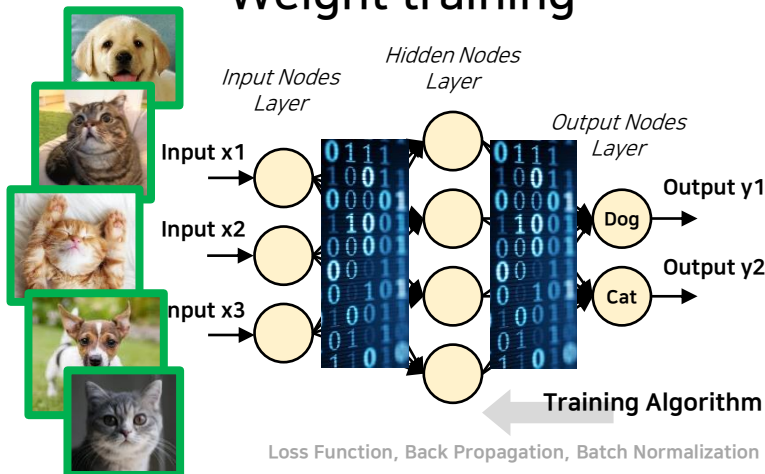 Weight training
Input Nodes
Layer
Hidden Nodes
Layer
Output Nodes
Layer
Input x1
Input x2
nput x3
Dog
Cat
Output y1
Output y2
Training Algorithm
Loss Function, Back Propagation, Batch Normalization